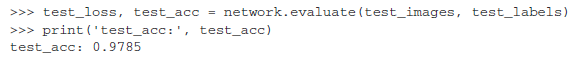 >>> test_loss, test_acc = network.evaluate(test_images, test_labels)
>>> print('test_acc:', test_acc)
test_acc: 0.9785